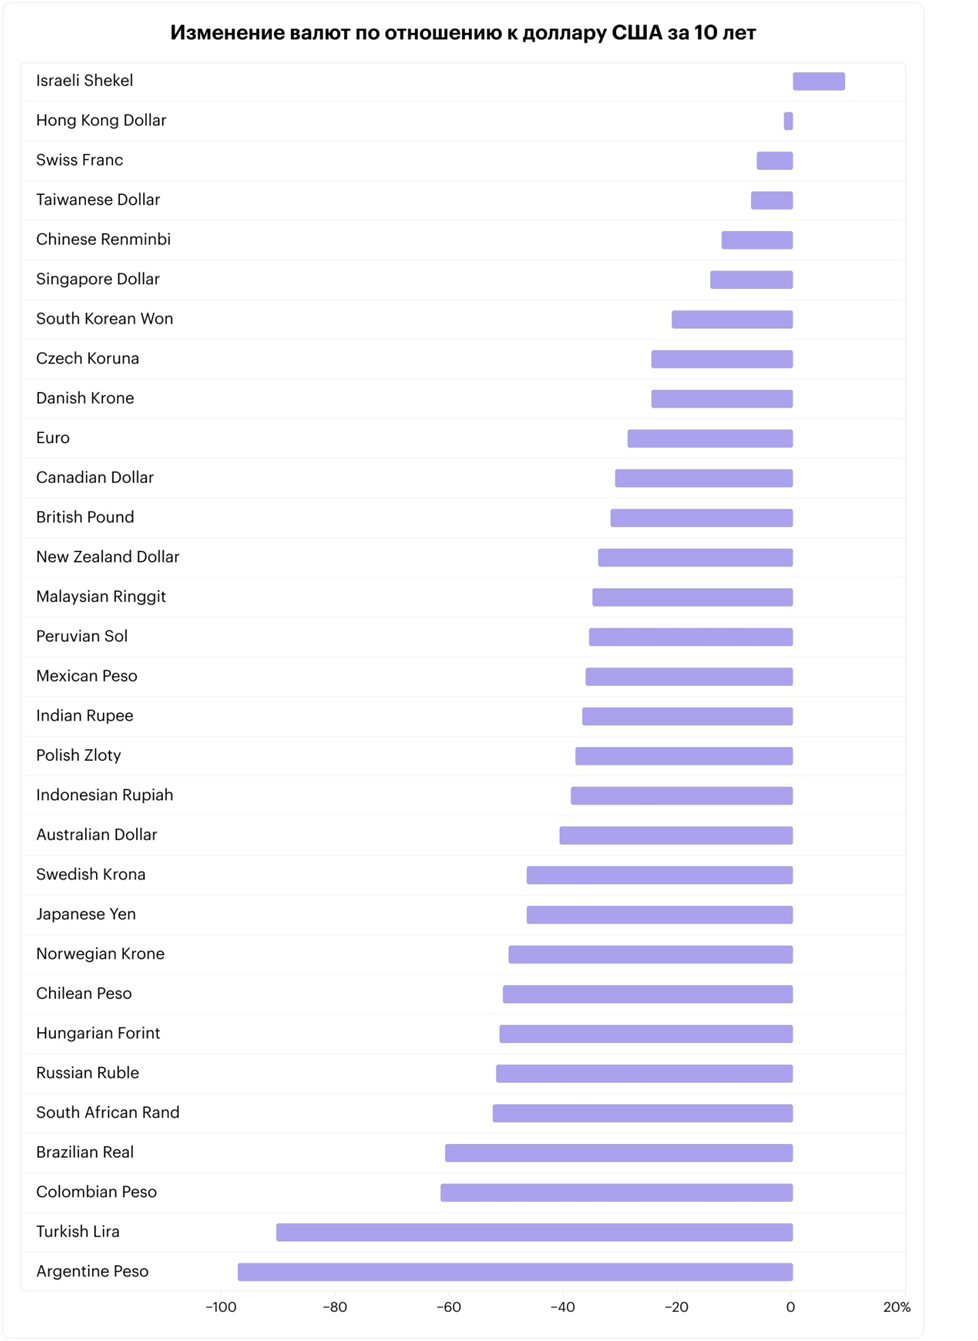 Изменение валют по отношению к доллару США за 10 лет
Israeli Shekel
Hong Kong Dollar
Swiss Franc
Taiwanese Dollar
Chinese Renminbi
Singapore Dollar
South Korean Won
Czech Koruna
Danish Krone
Euro
Canadian Dollar
British Pound
New Zealand Dollar
Malaysian Ringgit
Peruvian Sol
Mexican Peso
Indian Rupee
Polish Zloty
Indonesian Rupiah
Australian Dollar
Swedish Krona
Japanese Yen
Norwegian Krone
Chilean Peso
Hungarian Forint
Russian Ruble
South African Rand
Brazilian Real
Colombian Peso
Turkish Lira
Argentine Peso
−100 −80 −60 −40 −20 0 20%